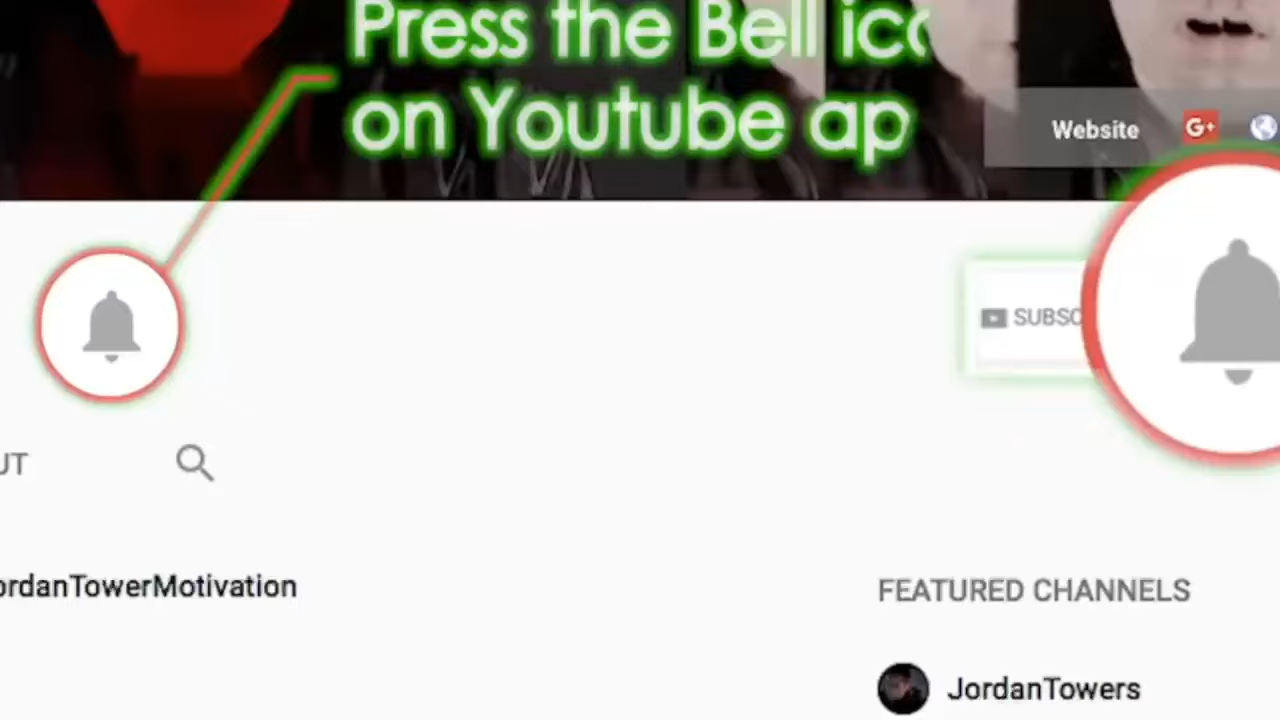 Press the Bell ico
on Youtube ap
Website
G+
SUBSC
UT
ordanTowerMotivation
FEATURED CHANNELS
JordanTowers